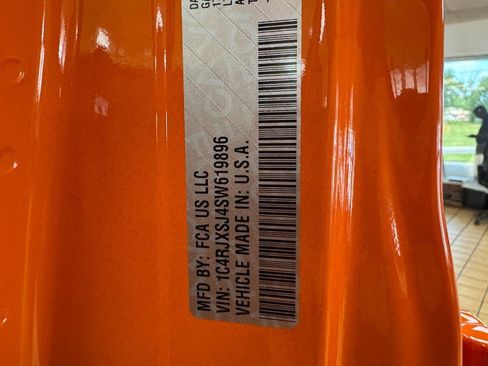 MFD BY: FCA US LLC
VIN: 1C4RJXSJ4SW619896
VEHICLE MADE IN: U.S.A.